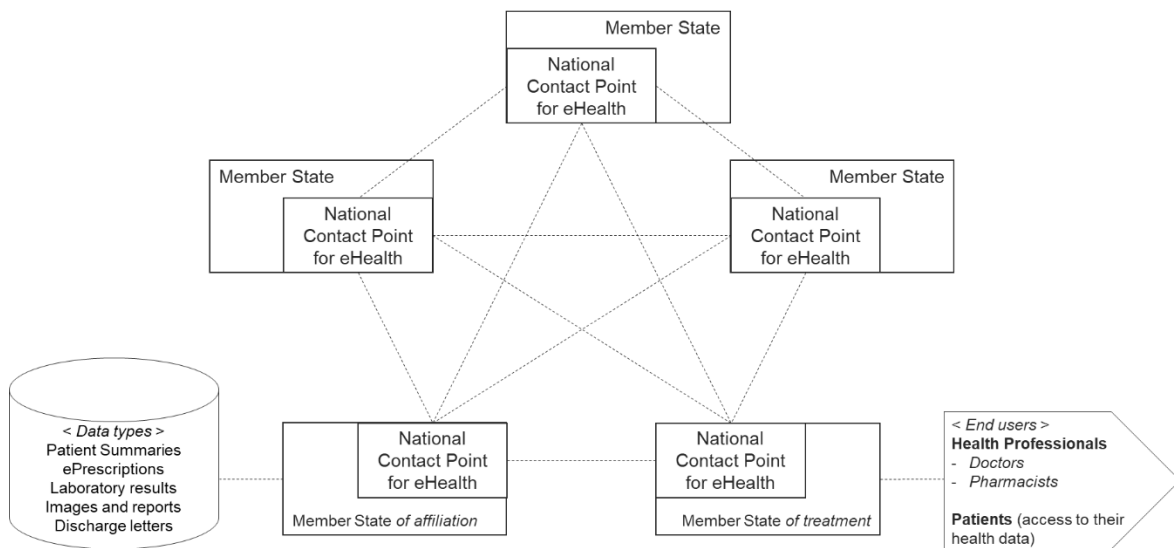 Member State
National
Contact Point
for eHealth
Member State
National
Contact Point
for eHealth
Member State
National
Contact Point
for eHealth
< Data types >
Patient Summaries
ePrescriptions
Laboratory results
Images and reports
Discharge letters
National
Contact Point
for eHealth
Member State of affiliation
National
Contact Point
for eHealth
Member State of treatment
< End users >
Health Professionals
- Doctors
- Pharmacists
Patients (access to their
health data)